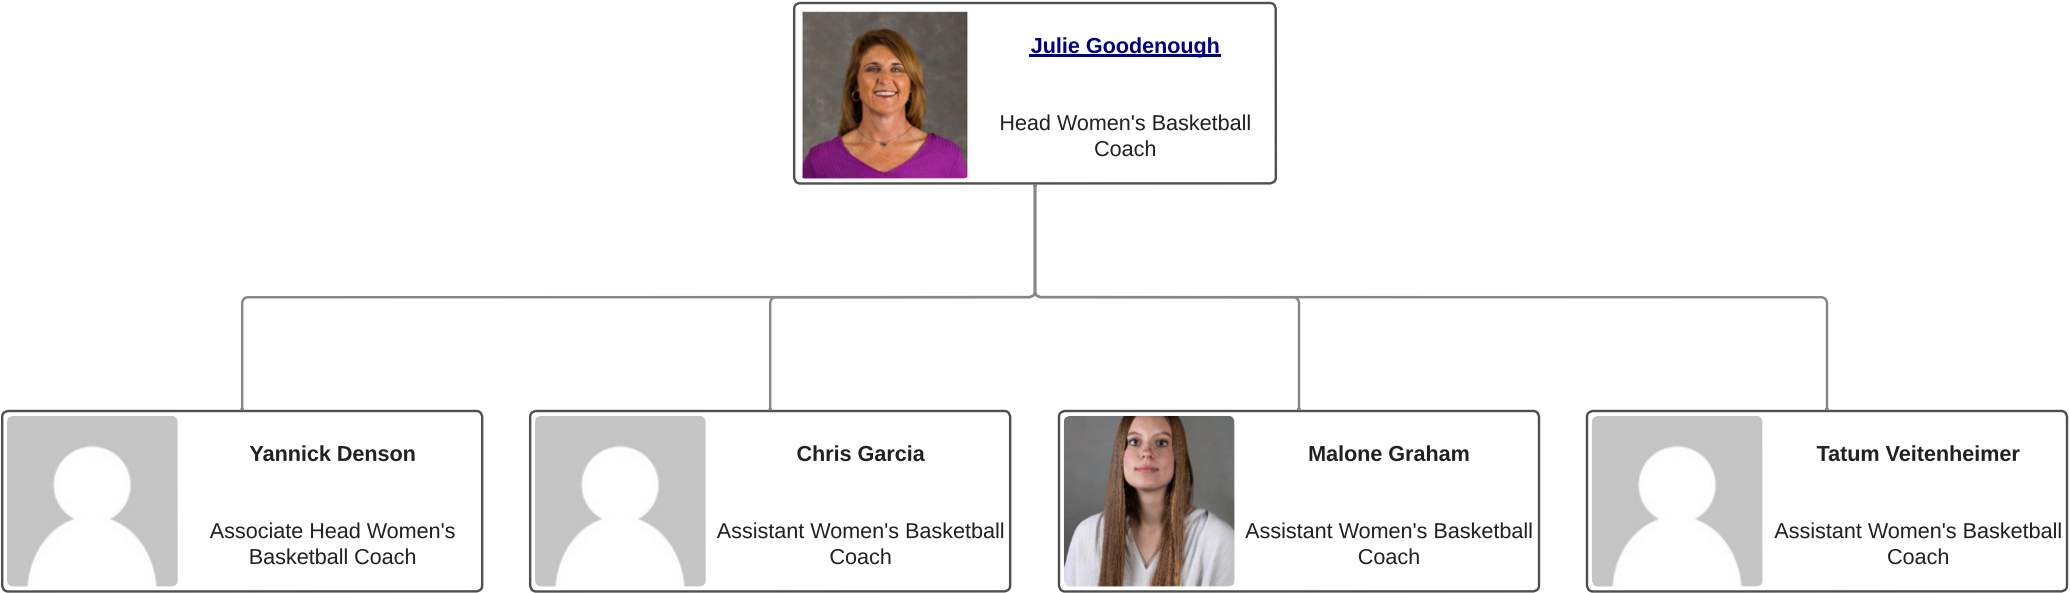 Julie Goodenough
Head Women's Basketball
Coach
Yannick Denson
Associate Head Women's
Basketball Coach
Chris Garcia
Assistant Women's Basketball
Coach
Malone Graham
Assistant Women's Basketball
Coach
Tatum Veitenheimer
Assistant Women's Basketball
Coach